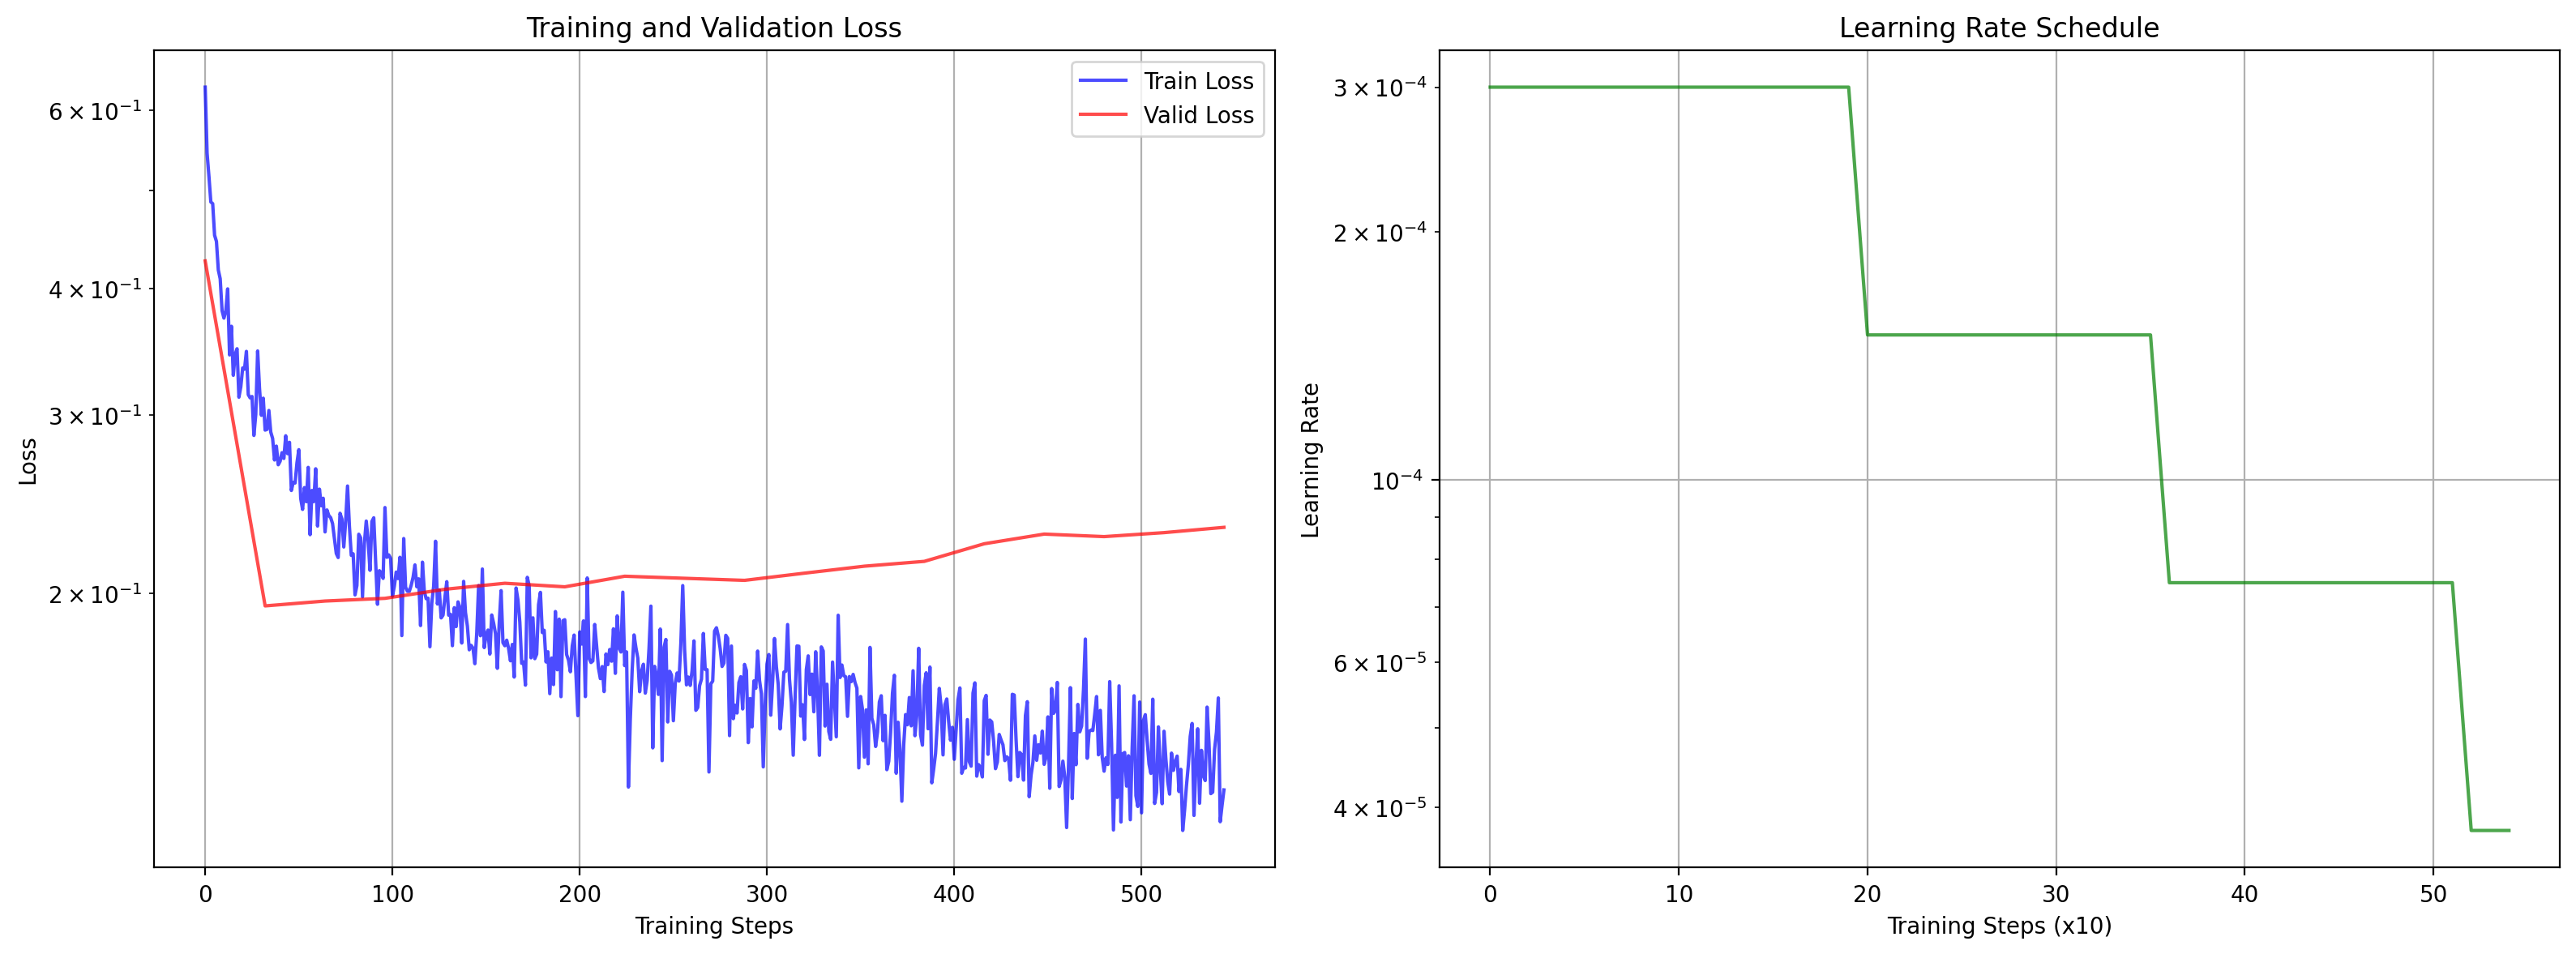 Training and Validation Loss
Train Loss
Valid Loss
6 × 10⁻¹
4 × 10⁻¹
3 × 10⁻¹
2 × 10⁻¹
Loss
0 100 200 300 400 500
Training Steps
Learning Rate Schedule
3 × 10⁻⁴
2 × 10⁻⁴
10⁻⁴
6 × 10⁻⁵
4 × 10⁻⁵
Learning Rate
0 10 20 30 40 50
Training Steps (x10)